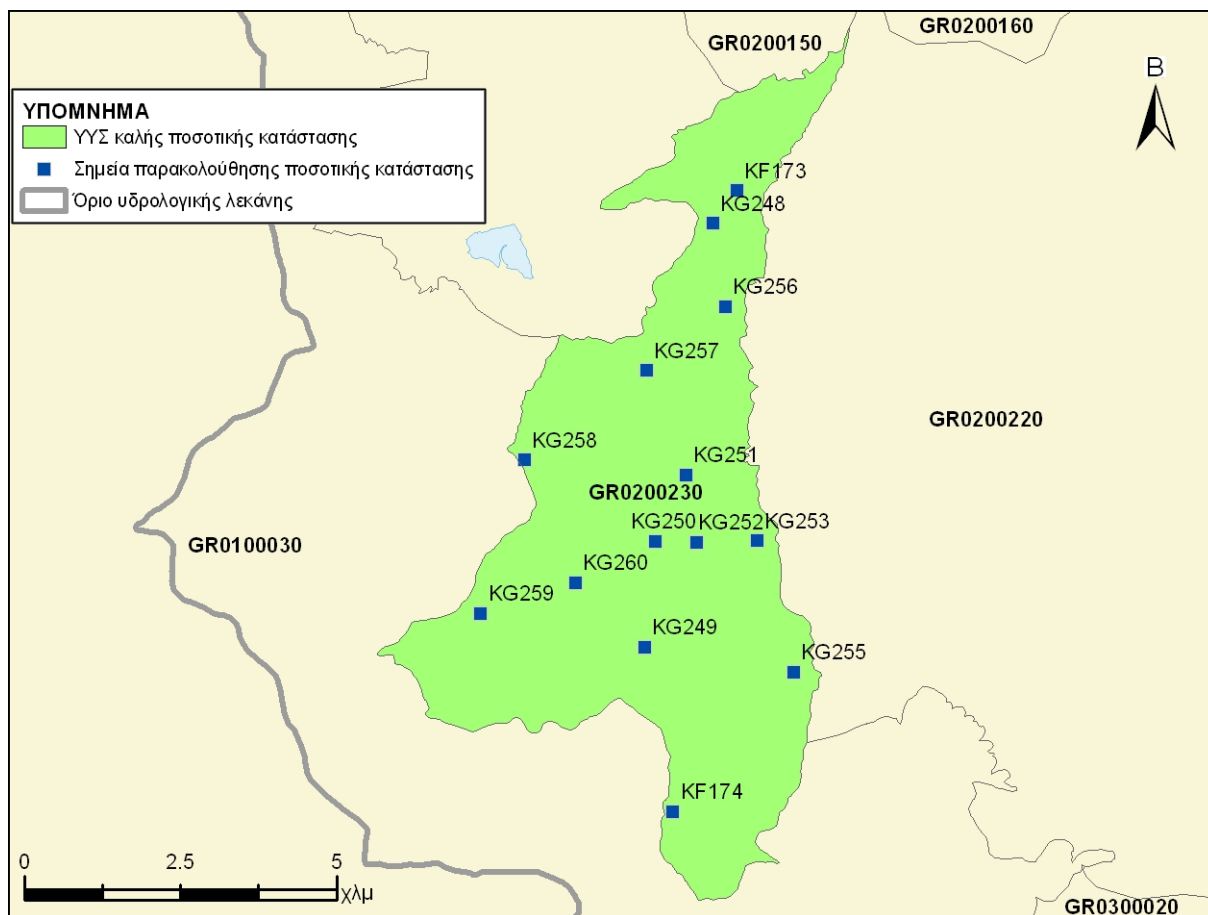 GR0200150
GR0200160
Β
ΥΠΟΜΝΗΜΑ
ΥΥΣ καλής ποσοτικής κατάστασης
Σημεία παρακολούθησης ποσοτικής κατάστασης
Όριο υδρολογικής λεκάνης
KF173
KG248
KG256
KG257
GR0200220
KG258
KG251
GR0200230
KG250
KG252
KG253
GR0100030
KG260
KG259
KG249
KG255
KF174
0 2.5 5
χλμ
GR0300020